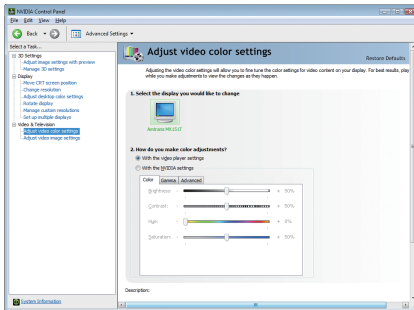 NVIDIA Control Panel
File Edit View Help
Back Advanced Settings
Select a Task...
3D Settings
Adjust image settings with preview
Manage 3D settings
Display
Move CRT screen position
Change resolution
Adjust desktop color settings
Rotate display
Manage custom resolutions
Set up multiple displays
Video & Television
Adjust video color settings
Adjust video image settings
System Information
Adjust video color settings
Restore Defaults
Adjusting the video color settings will allow you to fine tune the color settings for video content on your display. For best results, play
while you make adjustments to view the changes as they happen.
1. Select the display you would like to change
2. How do you make color adjustments?
With the video player settings
With the NVIDIA settings
Color Gamma Advanced
Brightness: - + 50%
Contrast: - + 50%
Hue: - + 0%
Saturation: - + 50%
Description: